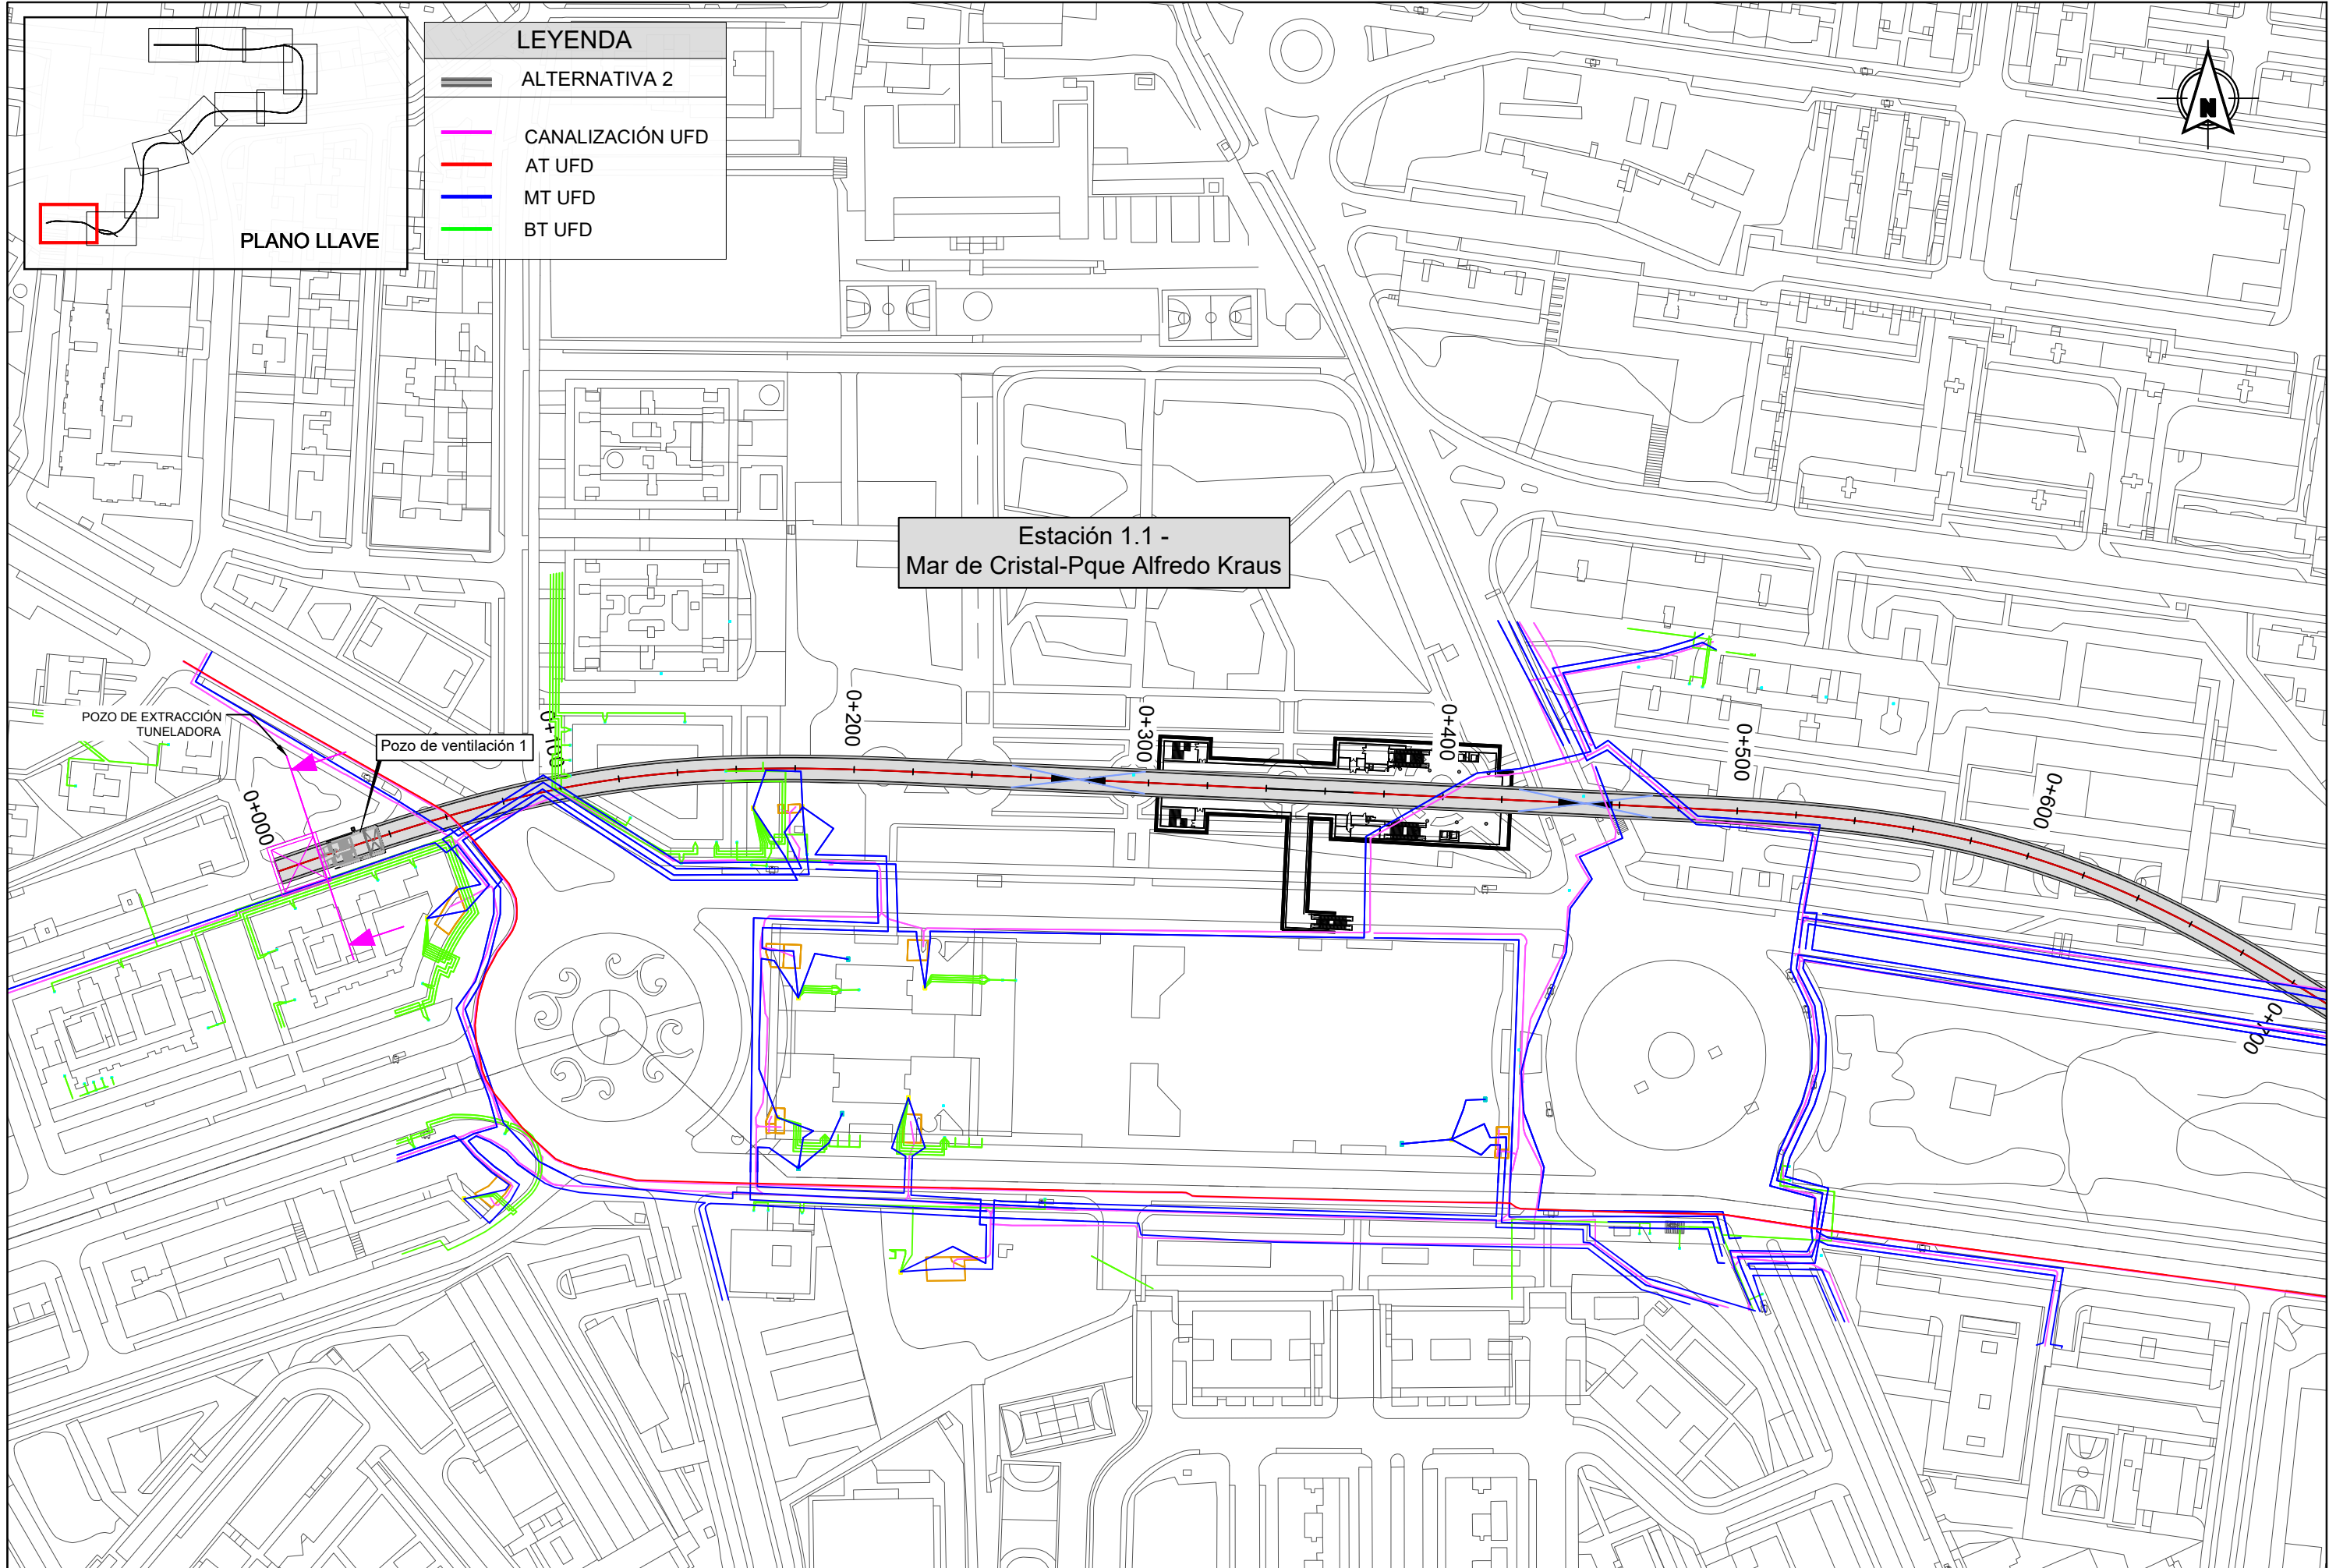 LEYENDA
ALTERNATIVA 2
CANALIZACIÓN UFD
AT UFD
MT UFD
BT UFD
PLANO LLAVE
N
Estación 1.1 -
Mar de Cristal-Pque Alfredo Kraus
POZO DE EXTRACCIÓN
TUNELADORA
Pozo de ventilación 1
0+000
0+100
0+200
0+300
0+400
0+500
0+600
0+700